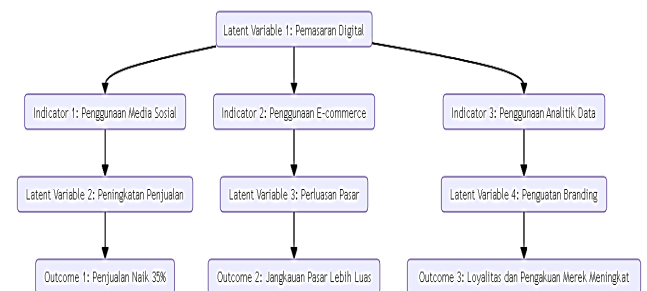 Latent Variable 1: Pemasaran Digital
Indicator 1: Penggunaan Media Sosial
Indicator 2: Penggunaan E-commerce
Indicator 3: Penggunaan Analitik Data
Latent Variable 2: Peningkatan Penjualan
Latent Variable 3: Perluasan Pasar
Latent Variable 4: Penguatan Branding
Outcome 1: Penjualan Naik 35%
Outcome 2: Jangkauan Pasar Lebih Luas
Outcome 3: Loyalitas dan Pengakuan Merek Meningkat